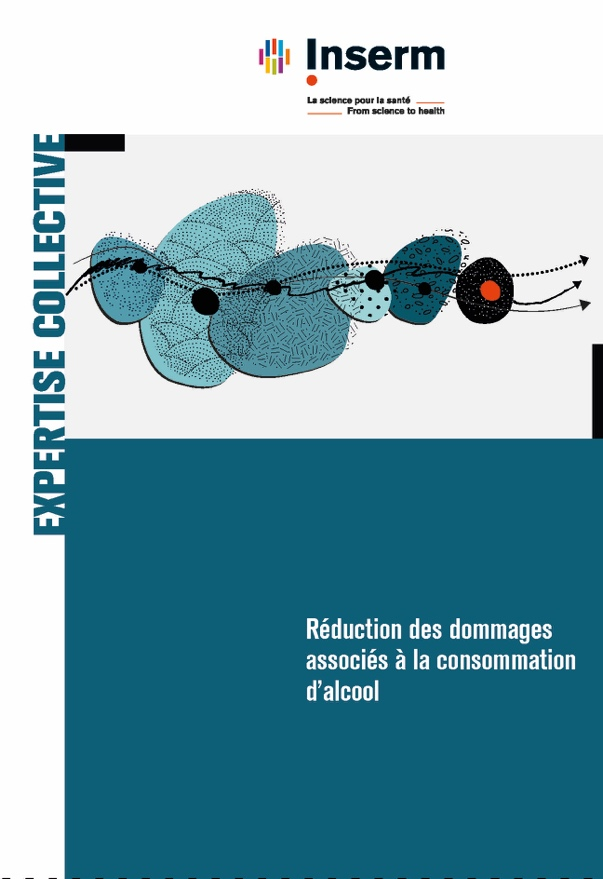 Inserm
La science pour la santé
From science to health
EXPERTISE COLLECTIVE
Réduction des dommages
associés à la consommation
d'alcool